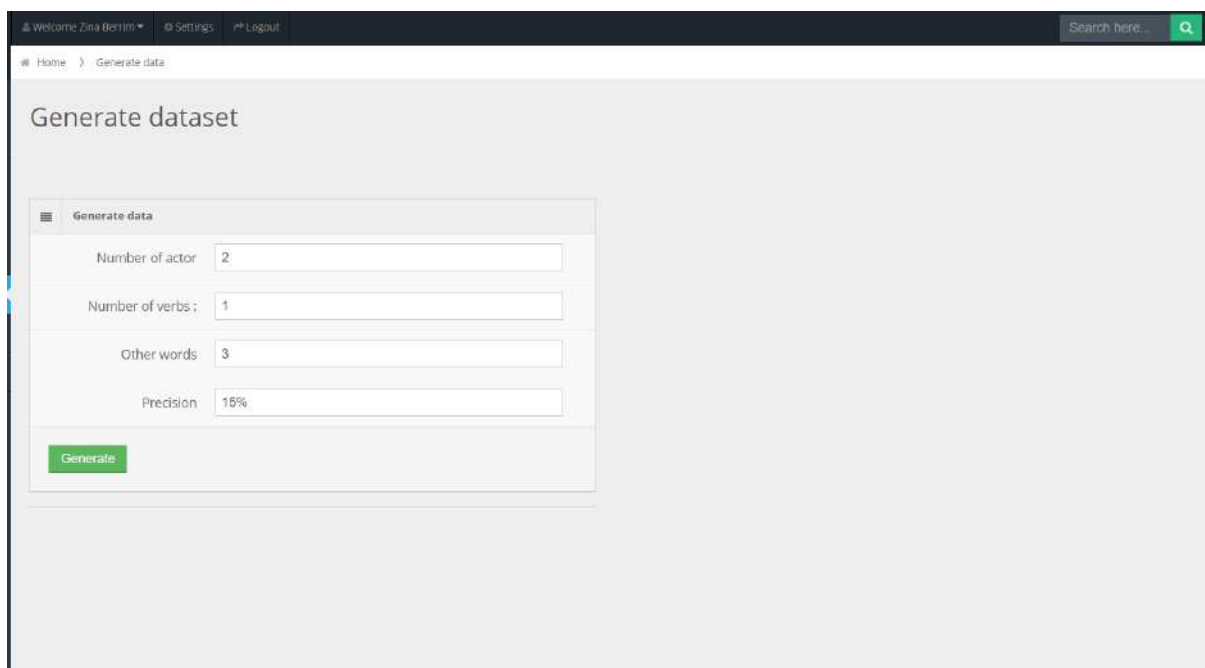 Welcome Zina Berrim Settings Logout Search here...
Home Generate data
Generate dataset
Generate data
Number of actor 2
Number of verbs : 1
Other words 3
Precision 15%
Generate